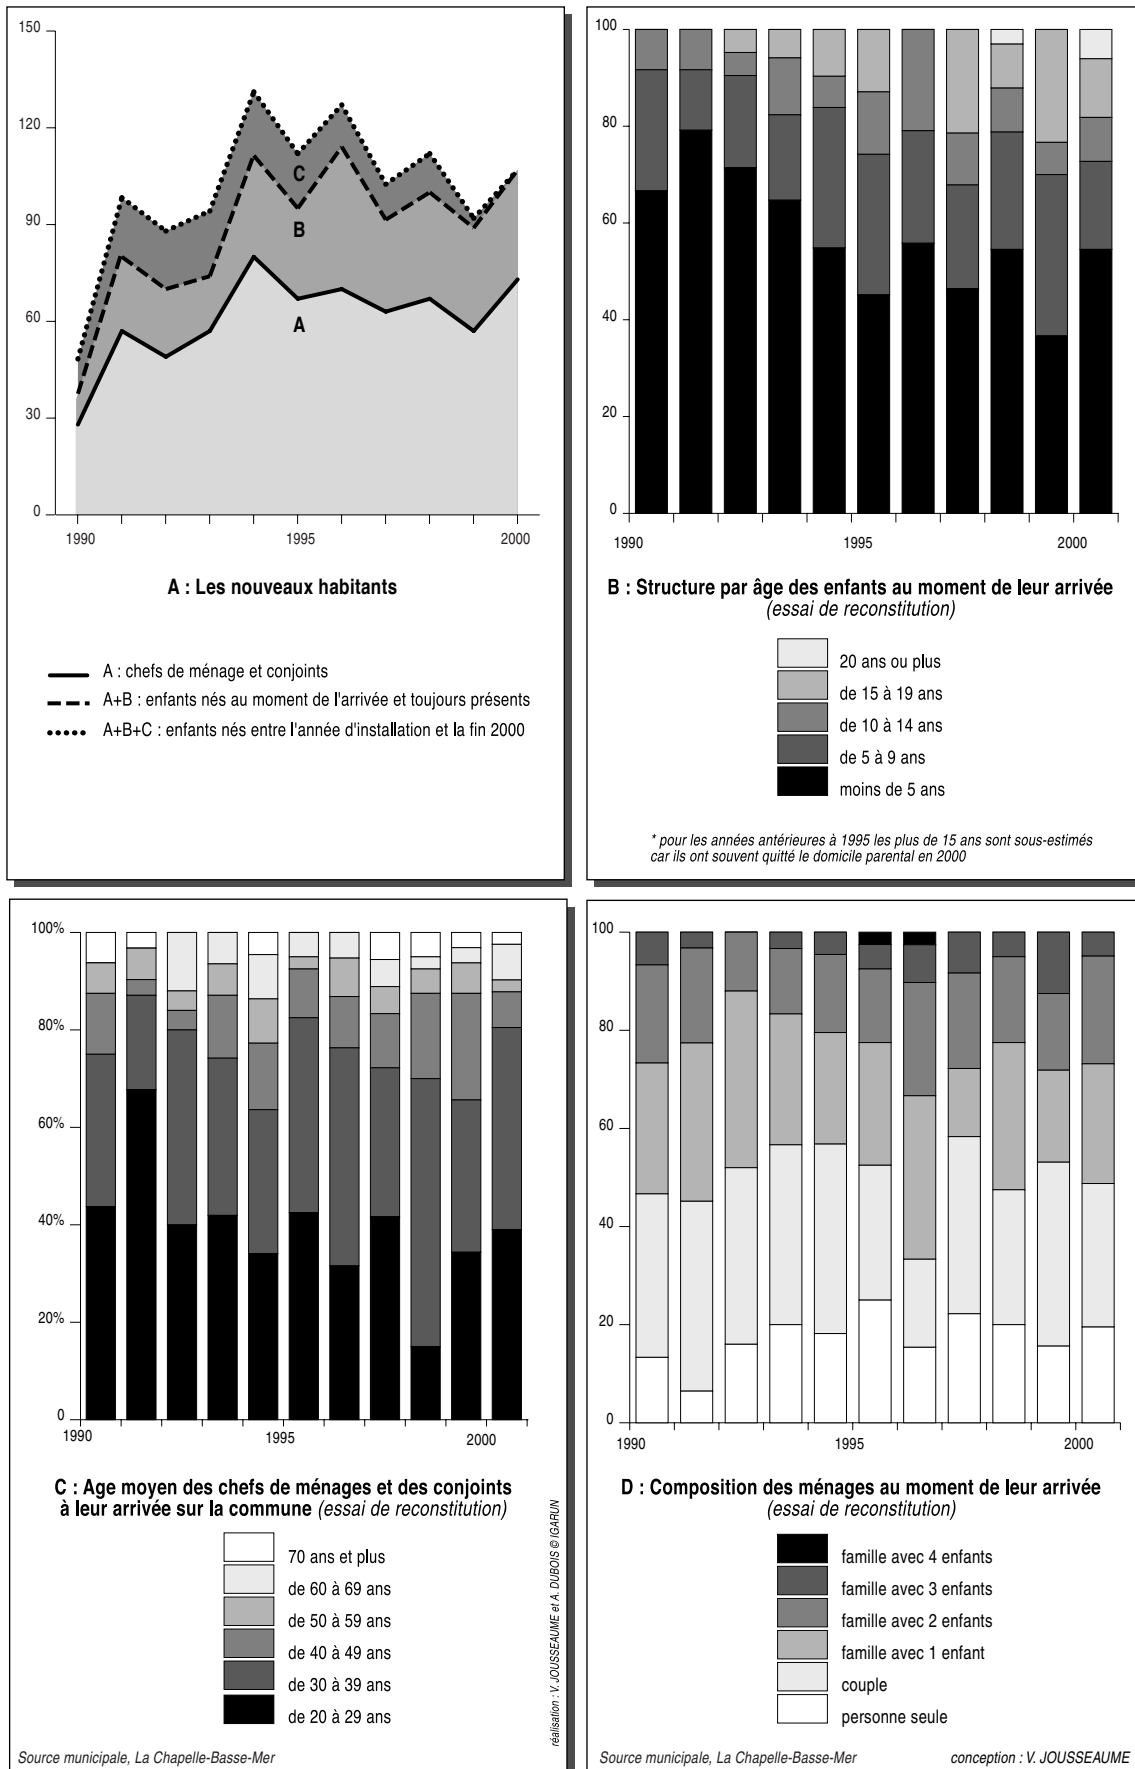 150
120
90
60
30
0
C
B
A
1990
1995
2000
A : Les nouveaux habitants
A : chefs de ménage et conjoints
A+B : enfants nés au moment de l'arrivée et toujours présents
A+B+C : enfants nés entre l'année d'installation et la fin 2000
100
80
60
40
20
0
1990
1995
2000
B : Structure par âge des enfants au moment de leur arrivée
(essai de reconstitution)
20 ans ou plus
de 15 à 19 ans
de 10 à 14 ans
de 5 à 9 ans
moins de 5 ans
* pour les années antérieures à 1995 les plus de 15 ans sont sous-estimés
car ils ont souvent quitté le domicile parental en 2000
100%
80%
60%
40%
20%
0
1990
1995
2000
C : Age moyen des chefs de ménages et des conjoints
à leur arrivée sur la commune (essai de reconstitution)
70 ans et plus
de 60 à 69 ans
de 50 à 59 ans
de 40 à 49 ans
de 30 à 39 ans
de 20 à 29 ans
Source municipale, La Chapelle-Basse-Mer
réalisation : V. JOUSSEAUME et A. DUBOIS © IGARUN
100
80
60
40
20
0
1990
1995
2000
D : Composition des ménages au moment de leur arrivée
(essai de reconstitution)
famille avec 4 enfants
famille avec 3 enfants
famille avec 2 enfants
famille avec 1 enfant
couple
personne seule
Source municipale, La Chapelle-Basse-Mer
conception : V. JOUSSEAUME